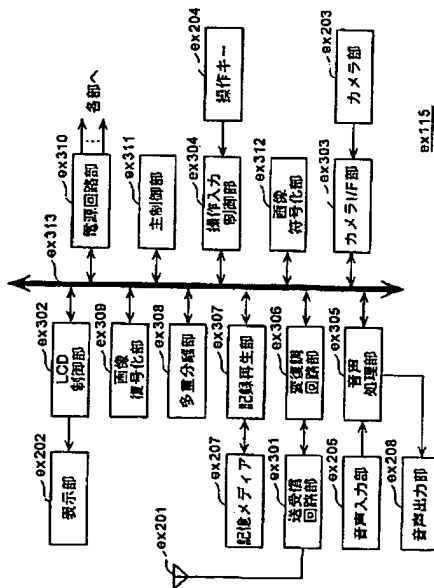 ex115
ex313
ex310
電源回路部
各部へ
ex311
主制御部
ex304
操作入力
制御部
ex204
操作キー
ex312
画像
符号化部
ex303
カメラI/F部
ex203
カメラ部
ex302
LCD
制御部
ex202
表示部
ex309
画像
復号化部
ex308
多重分離部
ex307
記録再生部
ex207
記憶メディア
ex306
変復調
回路部
ex301
送受信
回路部
ex201
ex305
音声
処理部
ex205
音声入力部
ex208
音声出力部